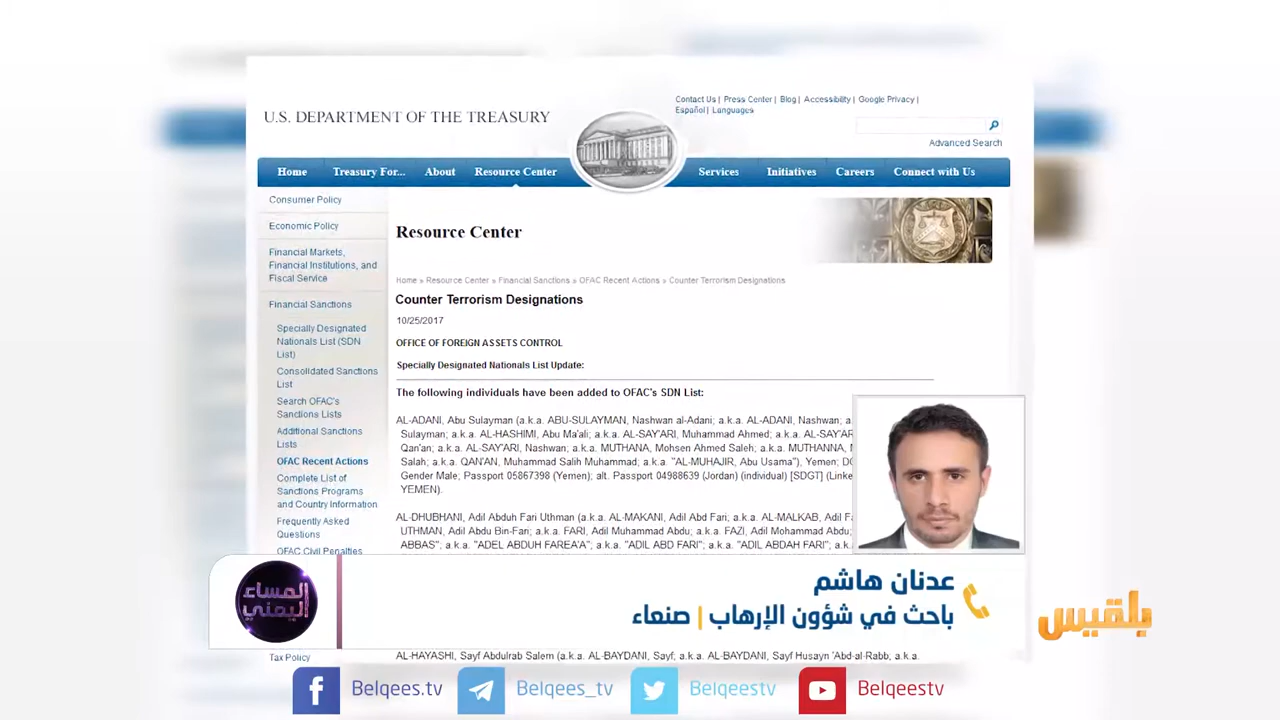 Contact Us | Press Center | Blog | Accessibility | Google Privacy |
Español | Languages
U.S. DEPARTMENT OF THE TREASURY
Advanced Search
Home Treasury For... About Resource Center Services Initiatives Careers Connect with Us
Consumer Policy
Economic Policy
Financial Markets,
Financial Institutions, and
Fiscal Service
Financial Sanctions
Specially Designated
Nationals List (SDN
List)
Consolidated Sanctions
List
Search OFAC's
Sanctions Lists
Additional Sanctions
Lists
OFAC Recent Actions
Complete List of
Sanctions Programs
and Country Information
Frequently Asked
Questions
OFAC Civil Penalties
Tax Policy
Resource Center
Home » Resource Center » Financial Sanctions » OFAC Recent Actions » Counter Terrorism Designations
Counter Terrorism Designations
10/25/2017
OFFICE OF FOREIGN ASSETS CONTROL
Specially Designated Nationals List Update:
The following individuals have been added to OFAC's SDN List:
AL-ADANI, Abu Sulayman (a.k.a. ABU-SULAYMAN, Nashwan al-Adani; a.k.a. AL-ADANI, Nashwan; a
Sulayman; a.k.a. AL-HASHIMI, Abu Ma'ali; a.k.a. AL-SAY'ARI, Muhammad Ahmed; a.k.a. AL-SAY'AR
Qan'an; a.k.a. AL-SAY'ARI, Nashwan; a.k.a. MUTHANA, Mohsen Ahmed Saleh; a.k.a. MUTHANNA, M
Salah; a.k.a. QAN'AN, Muhammad Salih Muhammad; a.k.a. "AL-MUHAJIR, Abu Usama"), Yemen; DO
Gender Male; Passport 05867398 (Yemen); alt. Passport 04988639 (Jordan) (individual) [SDGT] (Linke
YEMEN).
AL-DHUBHANI, Adil Abduh Fari Uthman (a.k.a. AL-MAKANI, Adil Abd Fari; a.k.a. AL-MALKAB, Adil Fa
UTHMAN, Adil Abdu Bin-Fari; a.k.a. FARI, Adil Muhammad Abdu; a.k.a. FAZI, Adil Mohammad Abdu;
ABBAS"; a.k.a. "ADEL ABDUH FAREA'A"; a.k.a. "ADIL ABD FARI"; a.k.a. "ADIL ABDAH FARI"; a.k.a.
المساء
اليمني
عدنان هاشم
باحث في شؤون الإرهاب | صنعاء
بلقيس
AL-HAYASHI, Sayf Abdulrab Salem (a.k.a. AL-BAYDANI, Sayf; a.k.a. AL-BAYDANI, Sayf Husayn 'Abd-al-Rabb; a.k.a.
Belqees.tv Belqees_tv Belqeestv Belqeestv